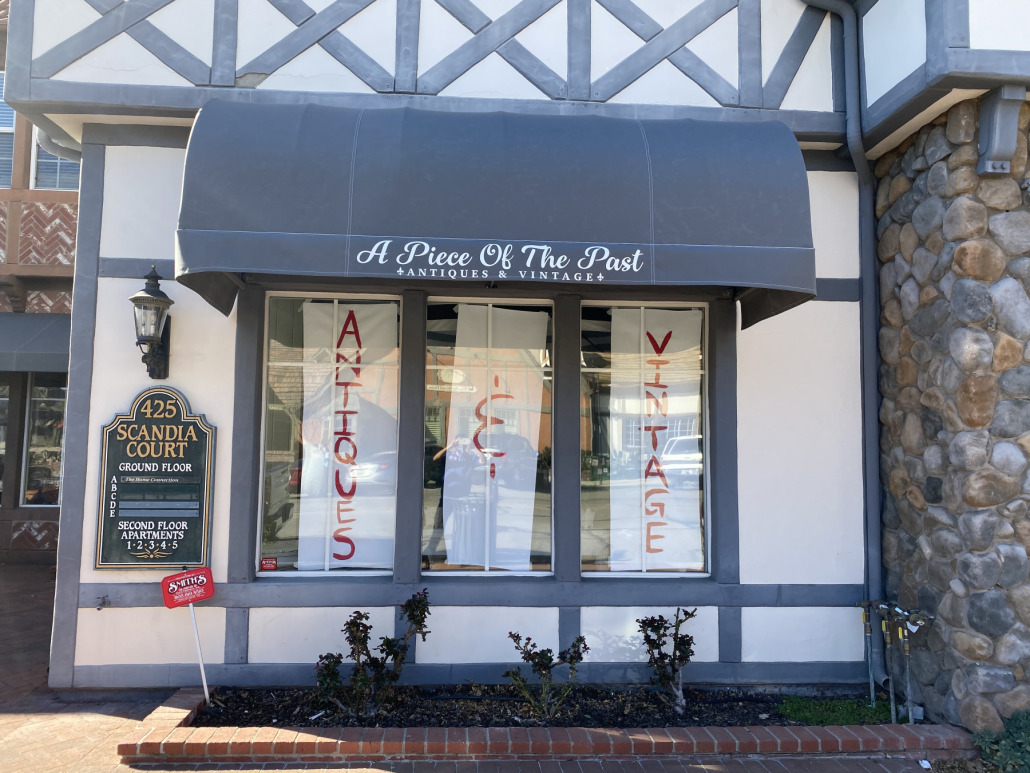 A Piece Of The Past
ANTIQUES & VINTAGE
ANTIQUES
&
VINTAGE
425
SCANDIA
COURT
GROUND FLOOR
A The Home Connection
B
C
D
E
SECOND FLOOR
APARTMENTS
1·2·3·4·5
SMITH'S